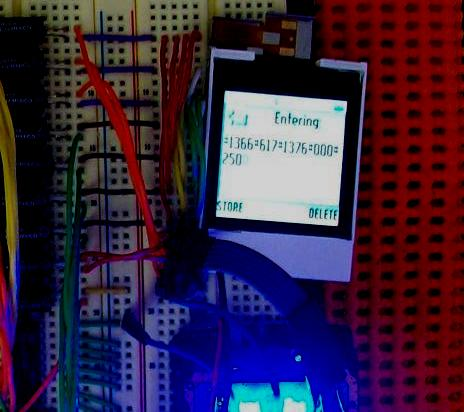 Entering
=1366=617=1376=000=
250
STORE DELETE